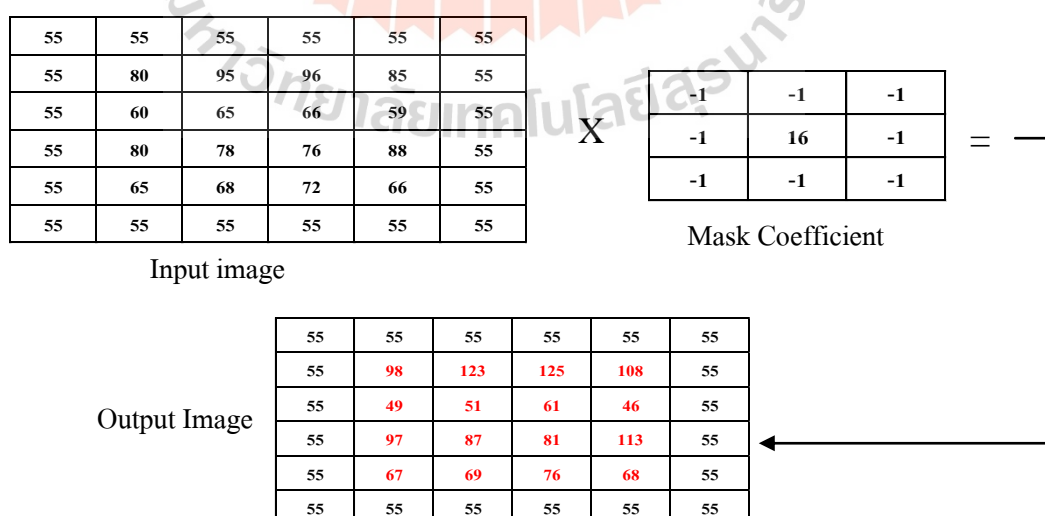 55 55 55 55 55 55
55 80 95 96 85 55
55 60 65 66 59 55
55 80 78 76 88 55
55 65 68 72 66 55
55 55 55 55 55 55
Input image
X
-1 -1 -1
-1 16 -1
-1 -1 -1
=
Mask Coefficient
Output Image
55 55 55 55 55 55
55 98 123 125 108 55
55 49 51 61 46 55
55 97 87 81 113 55
55 67 69 76 68 55
55 55 55 55 55 55